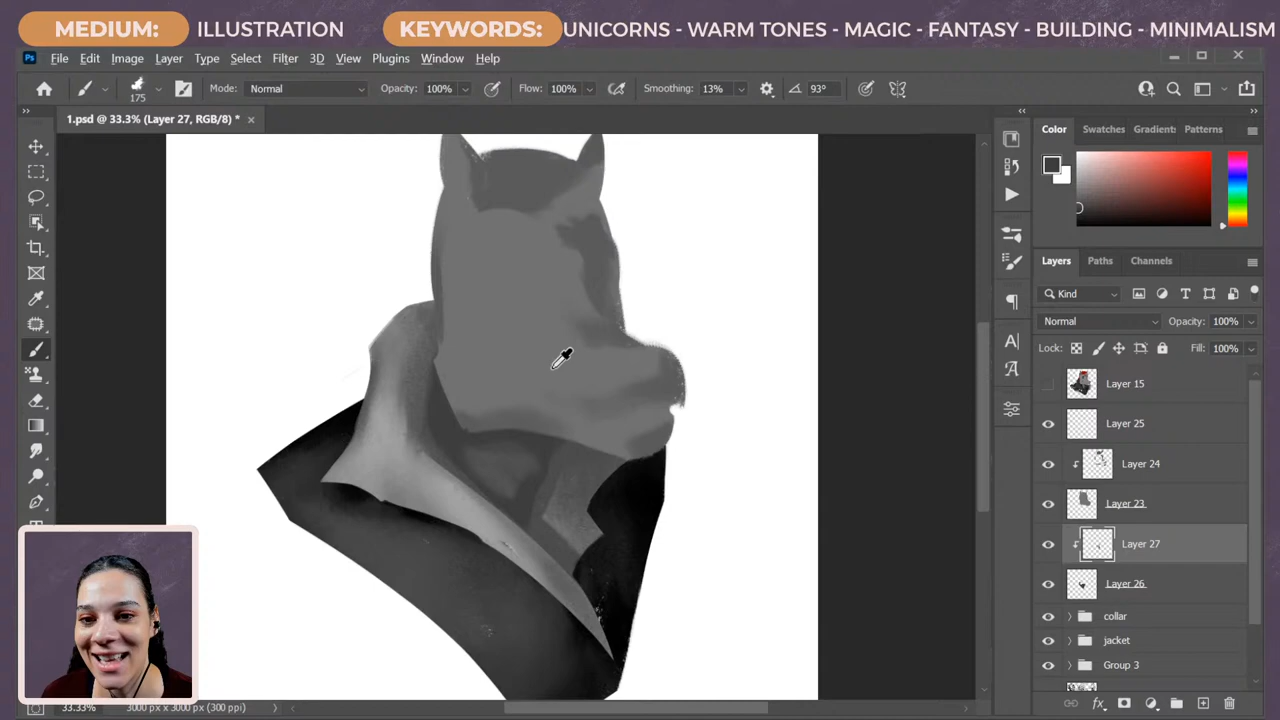 MEDIUM: ILLUSTRATION KEYWORDS: UNICORNS - WARM TONES - MAGIC - FANTASY - BUILDING - MINIMALISM
Ps File Edit Image Layer Type Select Filter 3D View Plugins Window Help
175 Mode: Normal Opacity: 100% Flow: 100% Smoothing: 13% 93°
1.psd @ 33.3% (Layer 27, RGB/8) *
Color Swatches Gradient: Patterns
Layers Paths Channels
Kind
Normal Opacity: 100%
Lock: Fill: 100%
Layer 15
Layer 25
Layer 24
Layer 23
Layer 27
Layer 26
collar
jacket
Group 3
fx
33.33% 3000 px x 3000 px (300 ppi)